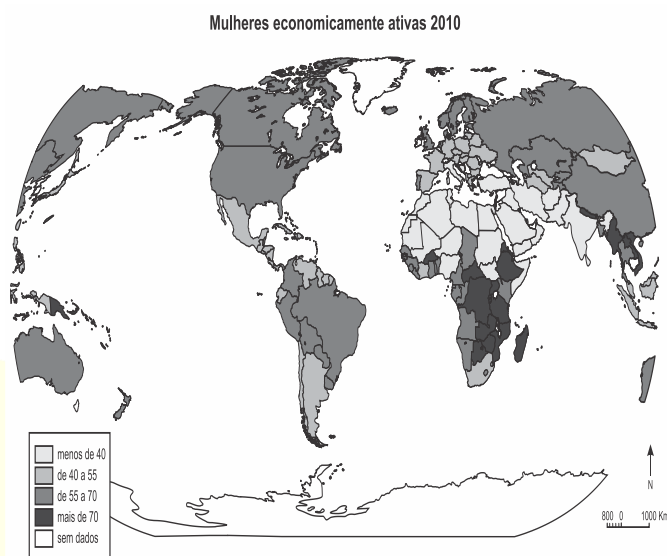 Mulheres economicamente ativas 2010
menos de 40
de 40 a 55
de 55 a 70
mais de 70
sem dados
N
800 0 1000 Km